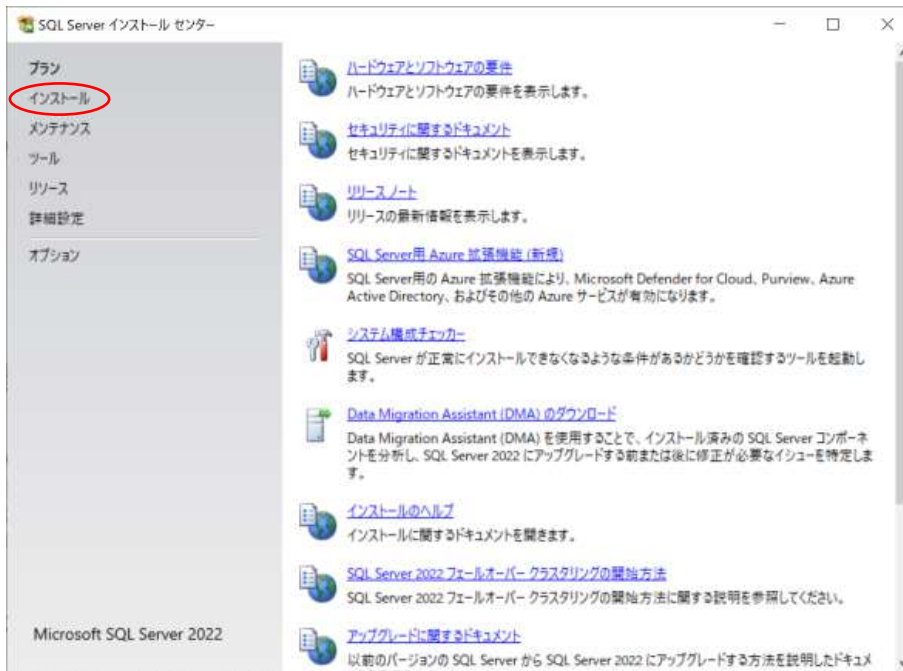 SQL Server インストール センター
プラン
インストール
メンテナンス
ツール
リソース
詳細設定
オプション
Microsoft SQL Server 2022
ハードウェアとソフトウェアの要件
ハードウェアとソフトウェアの要件を表示します。
セキュリティに関するドキュメント
セキュリティに関するドキュメントを表示します。
リリース ノート
リリースの最新情報を表示します。
SQL Server用 Azure 拡張機能 (新規)
SQL Server用の Azure 拡張機能により、Microsoft Defender for Cloud、Purview、Azure
Active Directory、およびその他の Azure サービスが有効になります。
システム構成チェッカー
SQL Server が正常にインストールできなくなるような条件があるかどうかを確認するツールを起動し
ます。
Data Migration Assistant (DMA) のダウンロード
Data Migration Assistant (DMA) を使用することで、インストール済みの SQL Server コンポーネ
ントを分析し、SQL Server 2022 にアップグレードする前または後に修正が必要なイシューを特定しま
す。
インストールのヘルプ
インストールに関するドキュメントを開きます。
SQL Server 2022 フェールオーバー クラスタリングの開始方法
SQL Server 2022 フェールオーバー クラスタリングの開始方法に関する説明を参照してください。
アップグレードに関するドキュメント
以前のバージョンの SQL Server から SQL Server 2022 にアップグレードする方法を説明したドキュメ